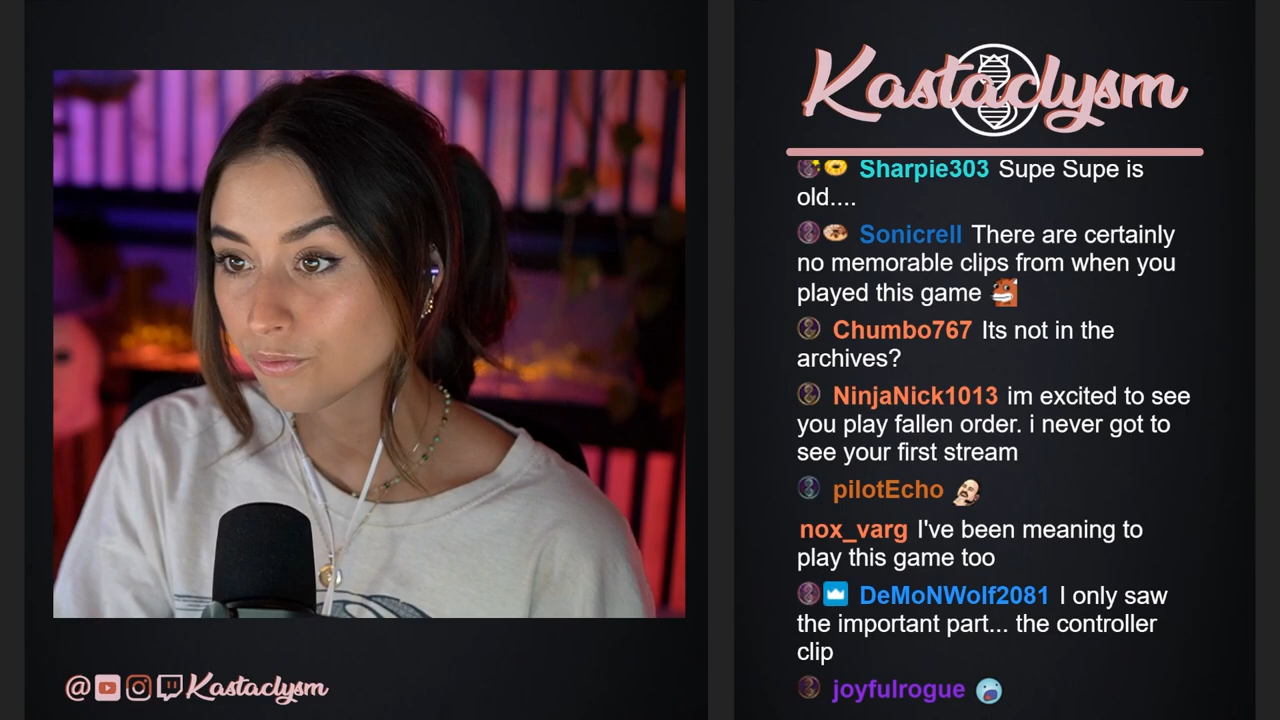 Kastaclysm
Sharpie303 Supe Supe is
old....
Sonicrell There are certainly
no memorable clips from when you
played this game
Chumbo767 Its not in the
archives?
NinjaNick1013 im excited to see
you play fallen order. i never got to
see your first stream
pilotEcho
nox_varg I've been meaning to
play this game too
DeMoNWolf2081 I only saw
the important part... the controller
clip
joyfulrogue
@Kastaclysm